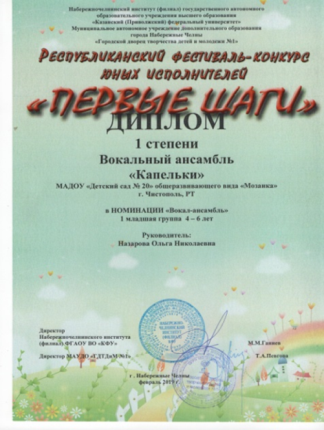 Набережночелнинский институт (филиал) государственного автономного
образовательного учреждения высшего образования
«Казанский (Приволжский) федеральный университет»
Муниципальное автономное учреждение дополнительного образования
города Набережные Челны
«Городской дворец творчества детей и молодежи №1»
РЕСПУБЛИКАНСКИЙ ФЕСТИВАЛЬ-КОНКУРС
ЮНЫХ ИСПОЛНИТЕЛЕЙ
«ПЕРВЫЕ ШАГИ»
ДИПЛОМ
1 степени
Вокальный ансамбль
«Капельки»
МАДОУ «Детский сад № 20» общеразвивающего вида «Мозаика»
г. Чистополь, РТ
в НОМИНАЦИИ «Вокал-ансамбль»
1 младшая группа 4 – 6 лет
Руководитель:
Назарова Ольга Николаевна
Директор
Набережночелнинского института
(филиал) ФГАОУ ВО «КФУ»
М.М.Ганиев
Директор МАУДО «ГДТДиМ №1»
г. Набережные Челны
февраль 2019 г.